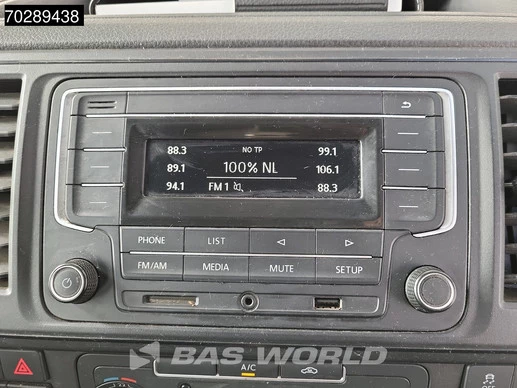 70289438
88.3 NO TP 99.1
89.1 100% NL 106.1
94.1 FM 1 88.3
PHONE LIST
FM/AM MEDIA MUTE SETUP
A/C
OFF
BAS WORLD